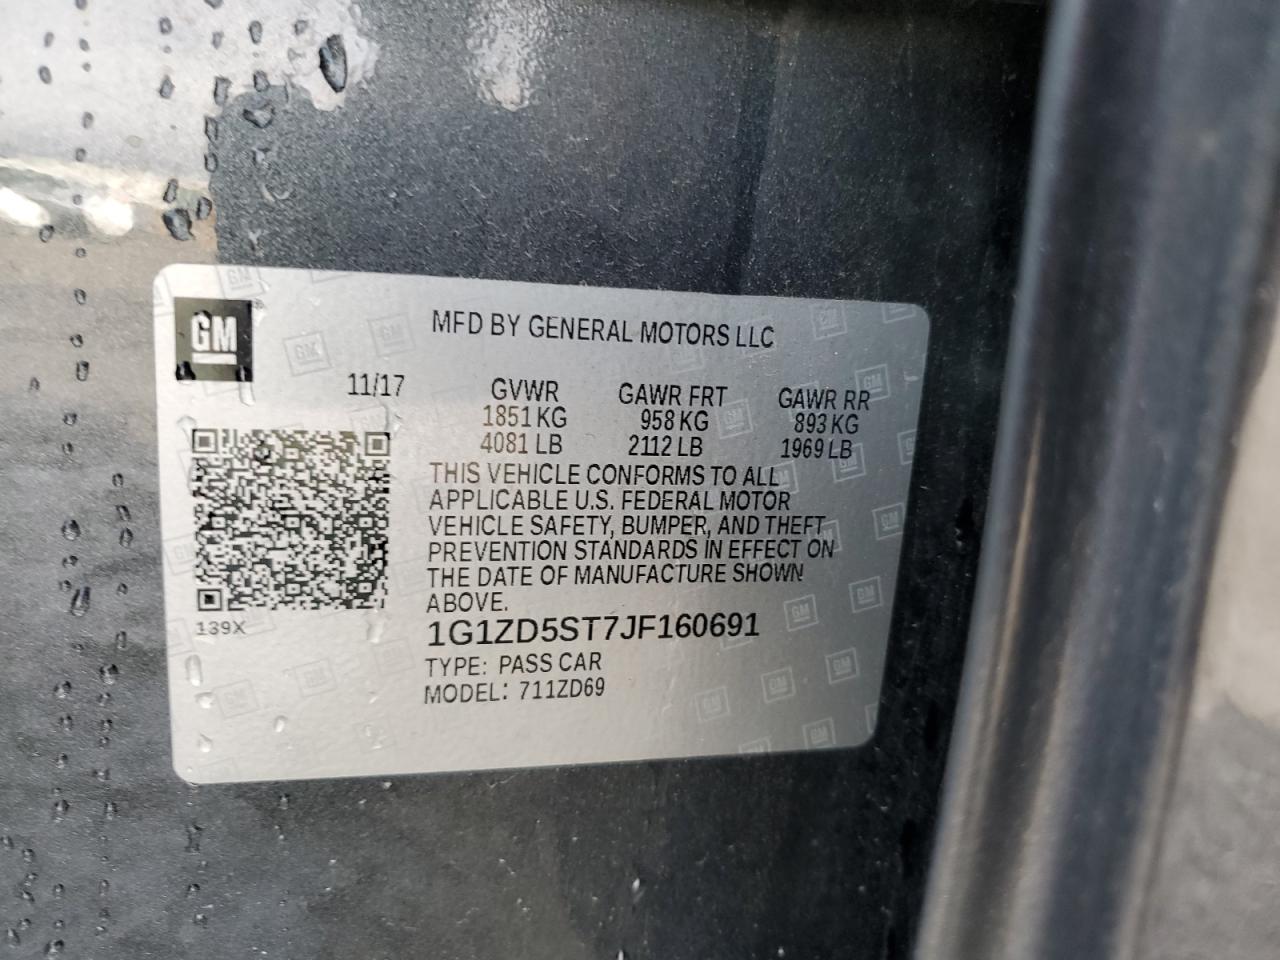 GM
MFD BY GENERAL MOTORS LLC
11/17 GVWR GAWR FRT GAWR RR
1851 KG 958 KG 893 KG
4081 LB 2112 LB 1969 LB
THIS VEHICLE CONFORMS TO ALL
APPLICABLE U.S. FEDERAL MOTOR
VEHICLE SAFETY, BUMPER, AND THEFT
PREVENTION STANDARDS IN EFFECT ON
THE DATE OF MANUFACTURE SHOWN
ABOVE.
139X
1G1ZD5ST7JF160691
TYPE: PASS CAR
MODEL: 711ZD69